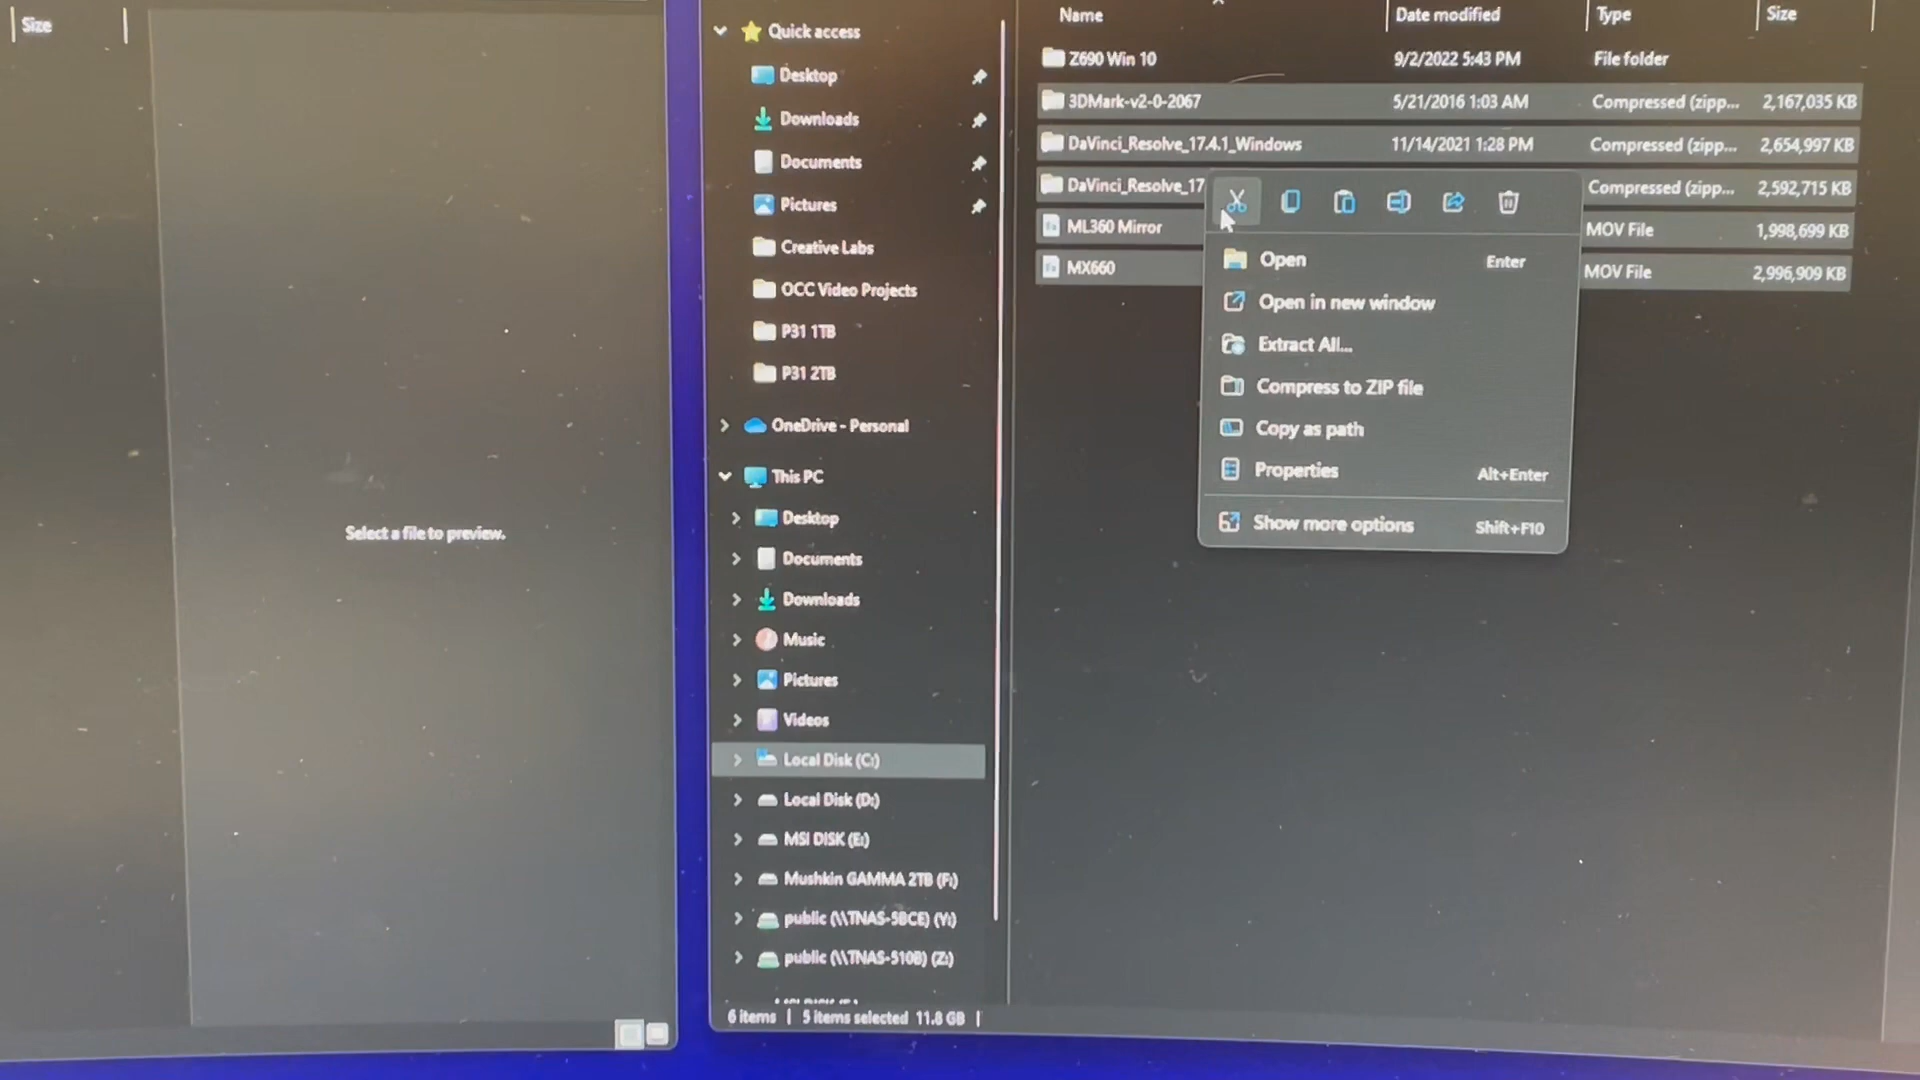 Size
Select a file to preview.
Quick access
Desktop
Downloads
Documents
Pictures
Creative Labs
OCC Video Projects
P31 1TB
P31 2TB
OneDrive - Personal
This PC
Desktop
Documents
Downloads
Music
Pictures
Videos
Local Disk (C:)
Local Disk (D:)
MSI DISK (E:)
Mushkin GAMMA 2TB (F:)
public (\\TNAS-5BCE) (Y:)
public (\\TNAS-510B) (Z:)
6 items | 5 items selected 11.8 GB |
Name Date modified Type Size
Z690 Win 10 9/2/2022 5:43 PM File folder
3DMark-v2-0-2067 5/21/2016 1:03 AM Compressed (zipp... 2,167,035 KB
DaVinci_Resolve_17.4.1_Windows 11/14/2021 1:28 PM Compressed (zipp... 2,654,997 KB
DaVinci_Resolve_17 Compressed (zipp... 2,592,715 KB
ML360 Mirror MOV File 1,998,699 KB
MX660 MOV File 2,996,909 KB
Open Enter
Open in new window
Extract All...
Compress to ZIP file
Copy as path
Properties Alt+Enter
Show more options Shift+F10